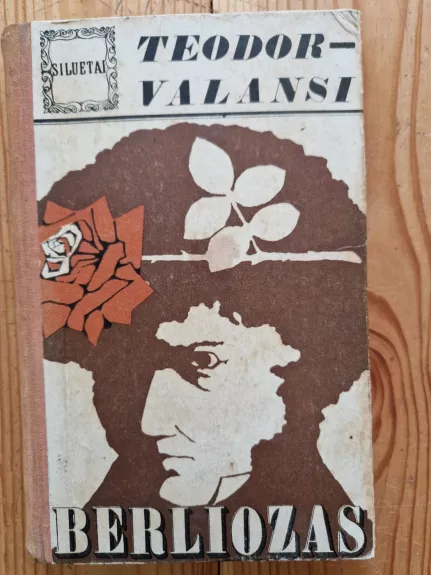 SILUETAI
TEODOR–
VALANSI
BERLIOZAS